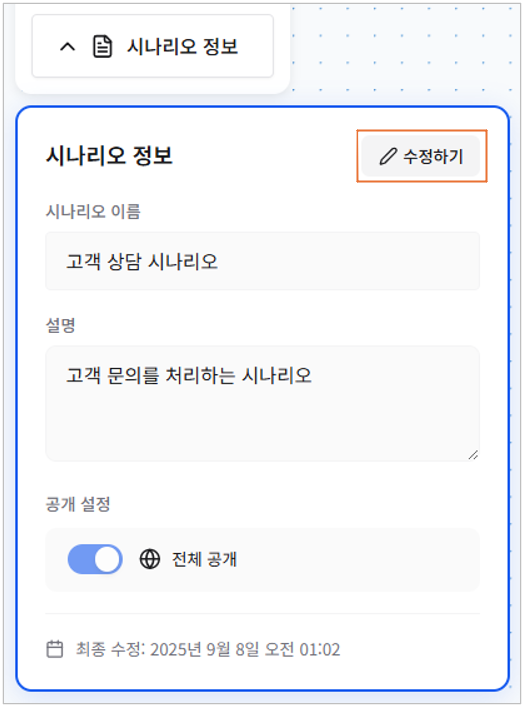 시나리오 정보
시나리오 정보
수정하기
시나리오 이름
고객 상담 시나리오
설명
고객 문의를 처리하는 시나리오
공개 설정
전체 공개
최종 수정: 2025년 9월 8일 오전 01:02